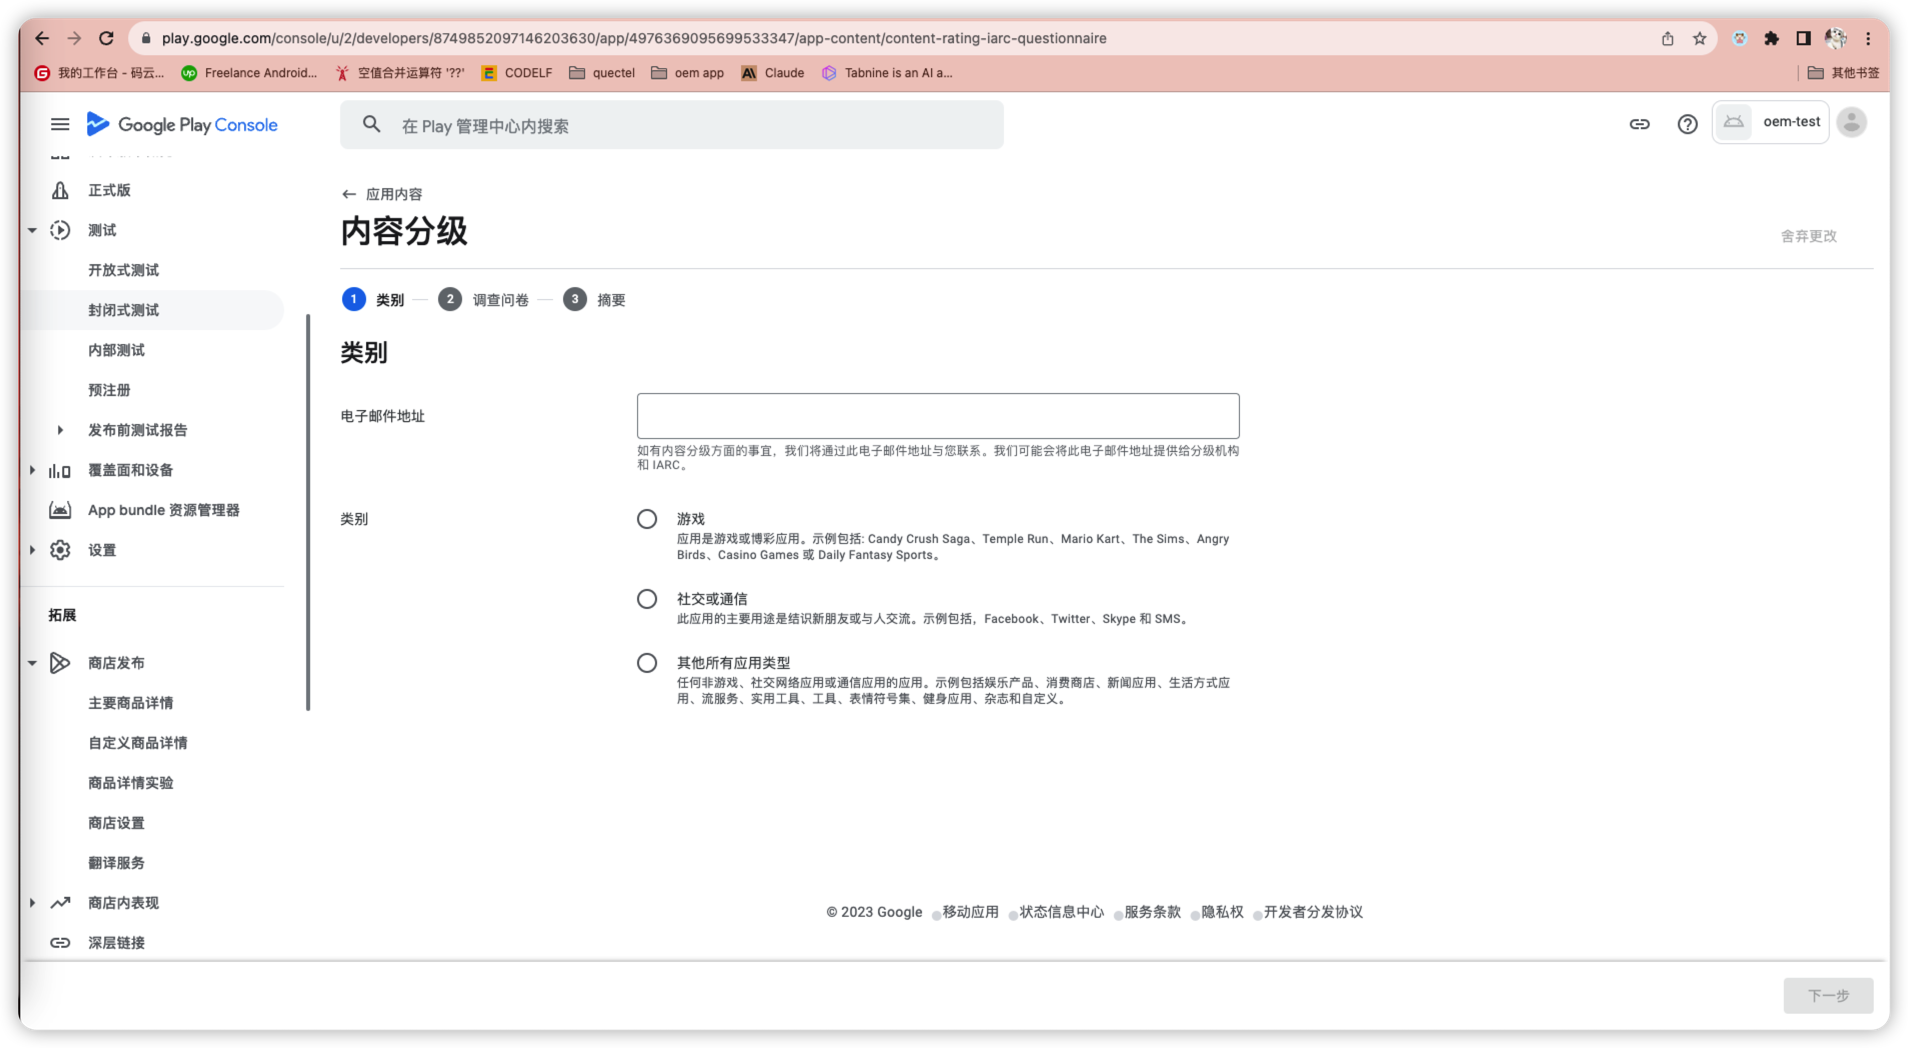 play.google.com/console/u/2/developers/8749852097146203630/app/4976369095699533347/app-content/content-rating-iarc-questionnaire
我的工作台 - 码云...
Freelance Android...
空值合并运算符 '??'
CODELF
quectel
oem app
Claude
Tabnine is an AI a...
其他书签
Google Play Console
在 Play 管理中心内搜索
oem-test
正式版
测试
开放式测试
封闭式测试
内部测试
预注册
发布前测试报告
覆盖面和设备
App bundle 资源管理器
设置
拓展
商店发布
主要商品详情
自定义商品详情
商品详情实验
商店设置
翻译服务
商店内表现
深层链接
应用内容
内容分级
舍弃更改
1 类别
2 调查问卷
3 摘要
类别
电子邮件地址
如有内容分级方面的事宜，我们将通过此电子邮件地址与您联系。我们可能会将此电子邮件地址提供给分级机构
和 IARC。
类别
游戏
应用是游戏或博彩应用。示例包括: Candy Crush Saga、Temple Run、Mario Kart、The Sims、Angry
Birds、Casino Games 或 Daily Fantasy Sports。
社交或通信
此应用的主要用途是结识新朋友或与人交流。示例包括，Facebook、Twitter、Skype 和 SMS。
其他所有应用类型
任何非游戏、社交网络应用或通信应用的应用。示例包括娱乐产品、消费商店、新闻应用、生活方式应
用、流服务、实用工具、工具、表情符号集、健身应用、杂志和自定义。
© 2023 Google
移动应用
状态信息中心
服务条款
隐私权
开发者分发协议
下一步